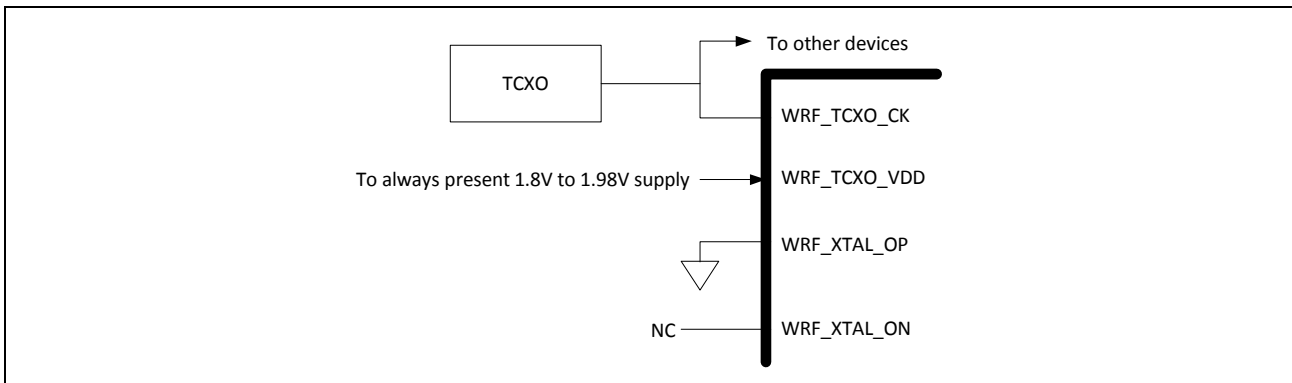 To other devices
TCXO
WRF_TCXO_CK
To always present 1.8V to 1.98V supply
WRF_TCXO_VDD
WRF_XTAL_OP
NC
WRF_XTAL_ON